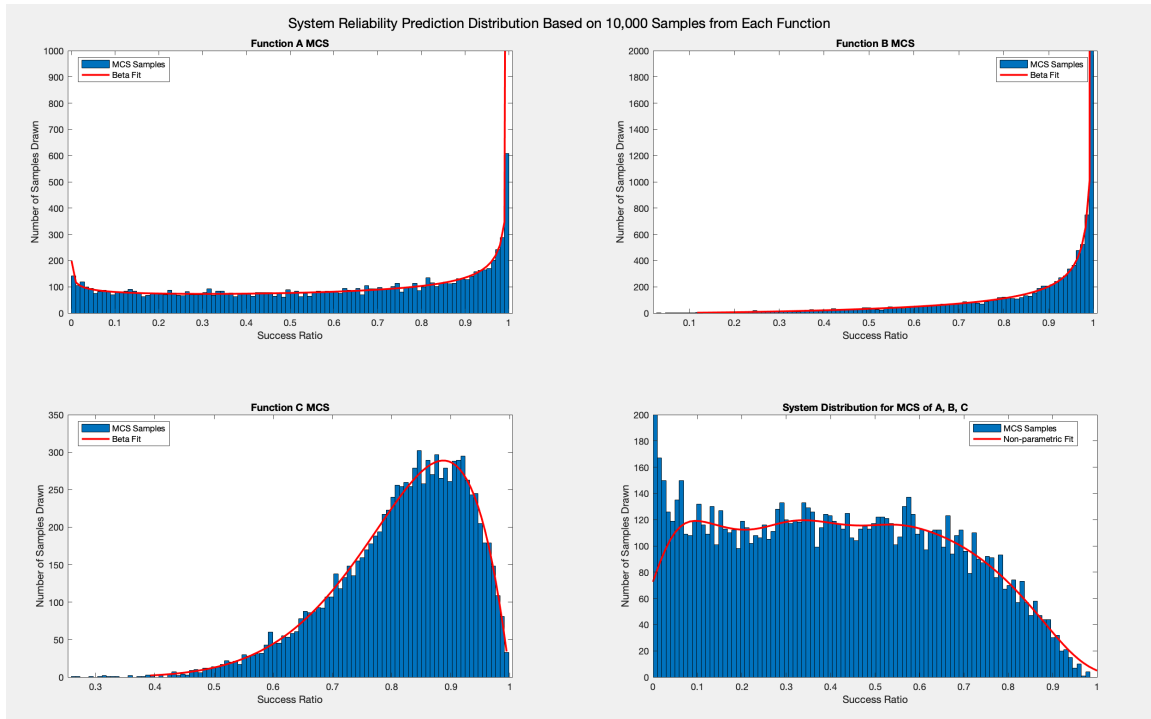 System Reliability Prediction Distribution Based on 10,000 Samples from Each Function
Function A MCS
1000
900
800
700
600
500
400
300
200
100
0
Number of Samples Drawn
MCS Samples
Beta Fit
0 0.1 0.2 0.3 0.4 0.5 0.6 0.7 0.8 0.9 1
Success Ratio
Function B MCS
2000
1800
1600
1400
1200
1000
800
600
400
200
0
Number of Samples Drawn
MCS Samples
Beta Fit
0.1 0.2 0.3 0.4 0.5 0.6 0.7 0.8 0.9 1
Success Ratio
Function C MCS
350
300
250
200
150
100
50
0
Number of Samples Drawn
MCS Samples
Beta Fit
0.3 0.4 0.5 0.6 0.7 0.8 0.9 1
Success Ratio
System Distribution for MCS of A, B, C
200
180
160
140
120
100
80
60
40
20
0
Number of Samples Drawn
MCS Samples
Non-parametric Fit
0 0.1 0.2 0.3 0.4 0.5 0.6 0.7 0.8 0.9 1
Success Ratio